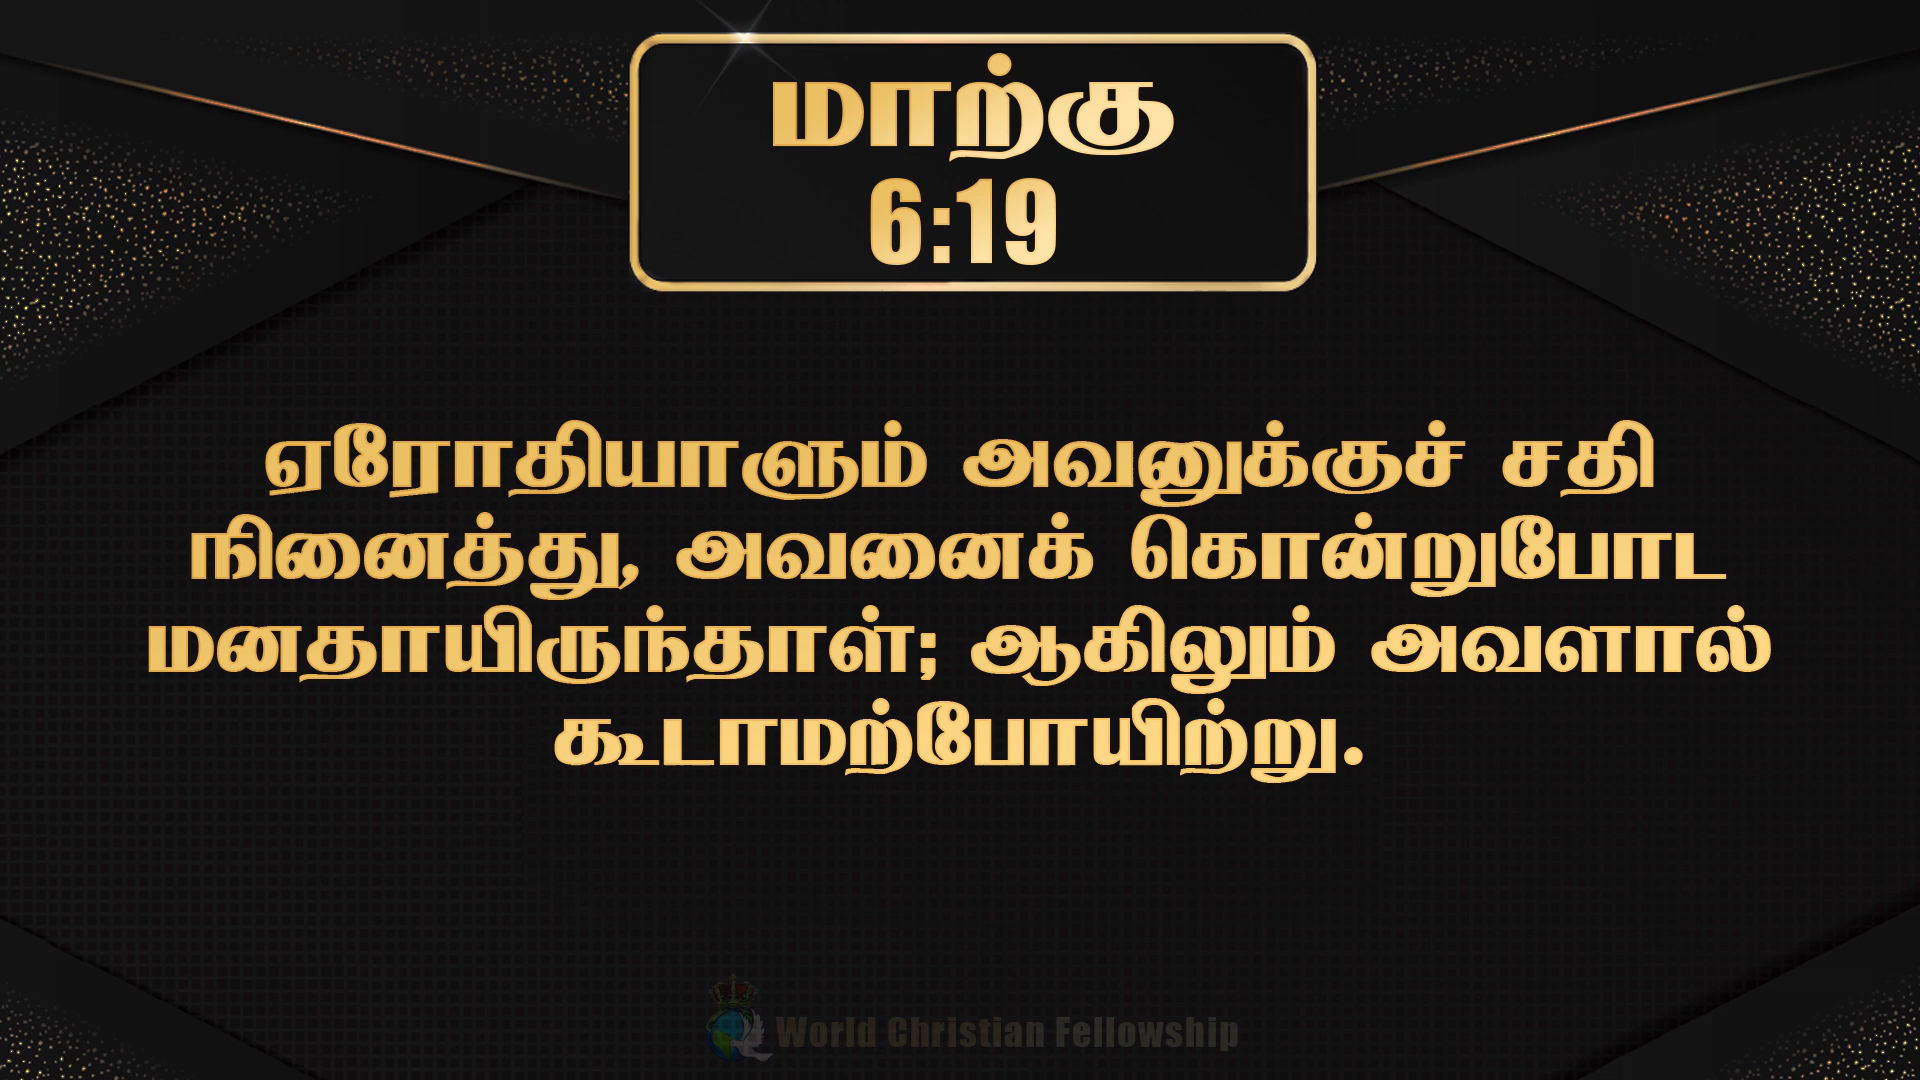 மாற்கு
6:19
ஏரோதியாளும் அவனுக்குச் சதி
நினைத்து, அவனைக் கொன்றுபோட
மனதாயிருந்தாள்; ஆகிலும் அவளால்
கூடாமற்போயிற்று.
World Christian Fellowship